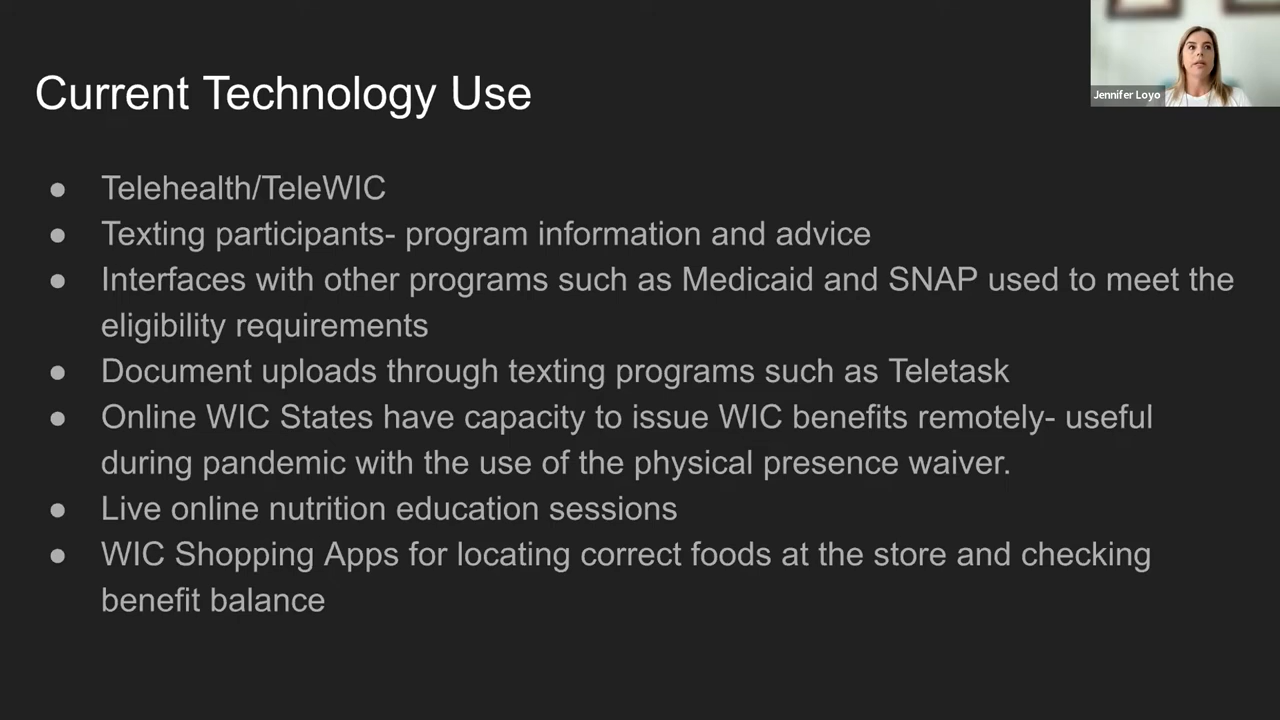 Jennifer Loyo
Current Technology Use
● Telehealth/TeleWIC
● Texting participants- program information and advice
● Interfaces with other programs such as Medicaid and SNAP used to meet the
eligibility requirements
● Document uploads through texting programs such as Teletask
● Online WIC States have capacity to issue WIC benefits remotely- useful
during pandemic with the use of the physical presence waiver.
● Live online nutrition education sessions
● WIC Shopping Apps for locating correct foods at the store and checking
benefit balance